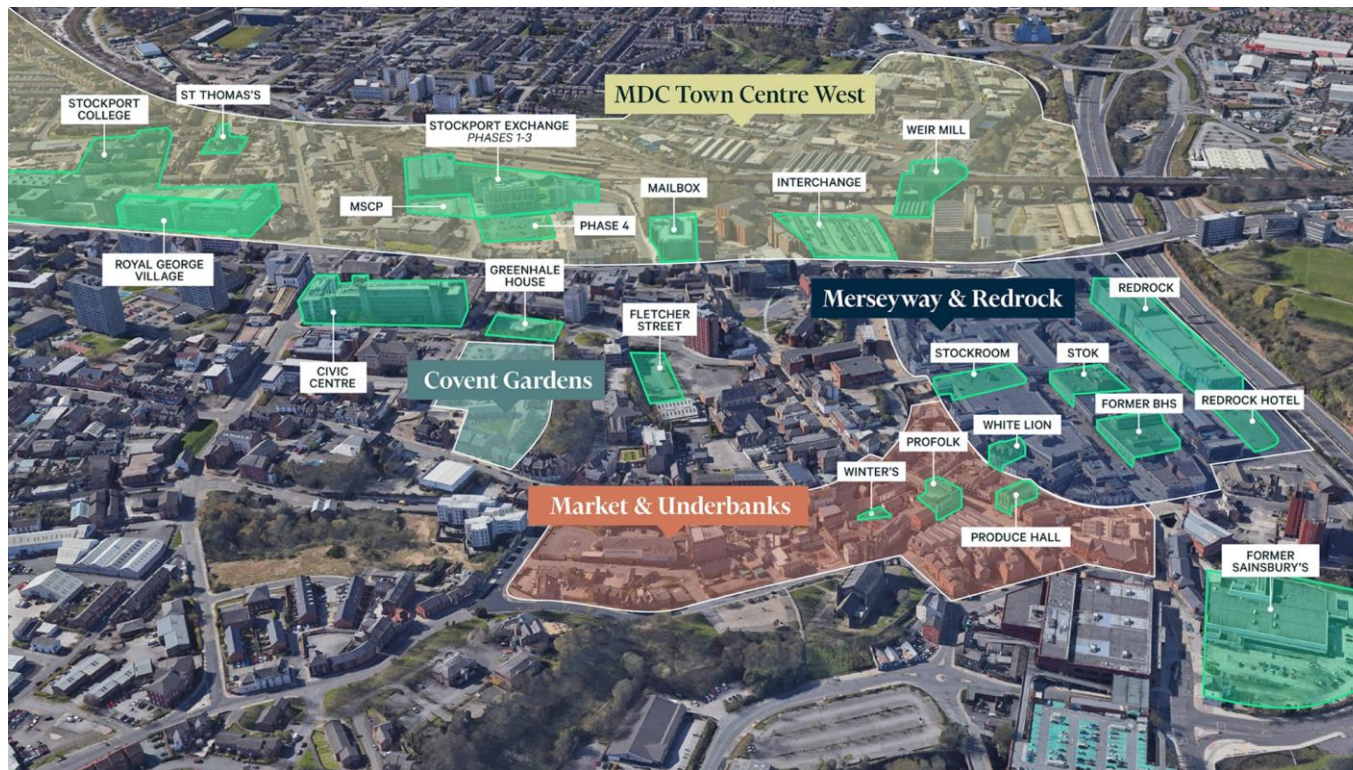 MDC Town Centre West
STOCKPORT
COLLEGE
ST THOMAS'S
STOCKPORT EXCHANGE
PHASES 1-3
WEIR MILL
MSCP
MAILBOX
INTERCHANGE
PHASE 4
ROYAL GEORGE
VILLAGE
GREENHALE
HOUSE
Merseyway & Redrock
REDROCK
FLETCHER
STREET
CIVIC
CENTRE
Covent Gardens
STOCKROOM
STOK
FORMER BHS
REDROCK HOTEL
WHITE LION
PROFOLK
WINTER'S
Market & Underbanks
PRODUCE HALL
FORMER
SAINSBURY'S